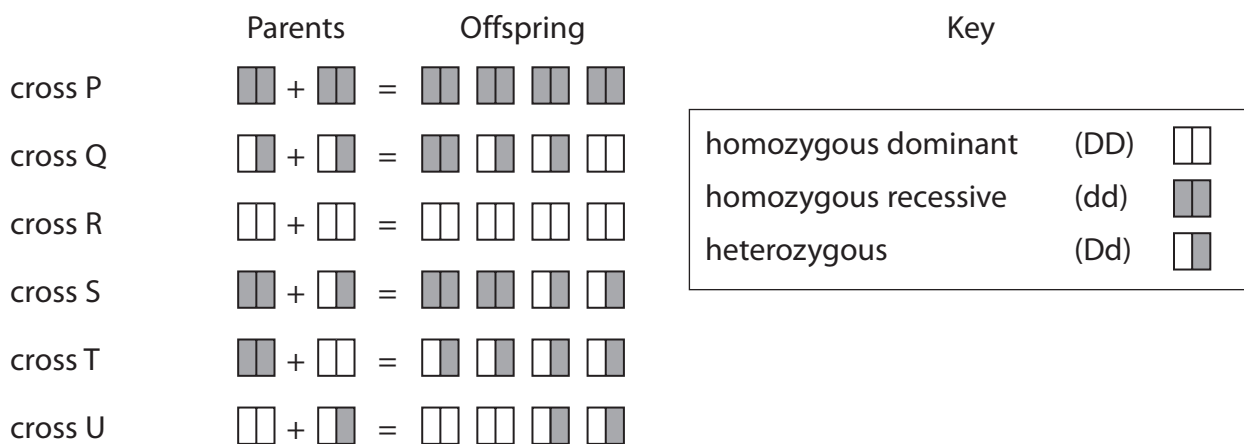 Parents Offspring Key
cross P + =
cross Q + =
homozygous dominant (DD)
homozygous recessive (dd)
cross R + =
heterozygous (Dd)
cross S + =
cross T + =
cross U + =